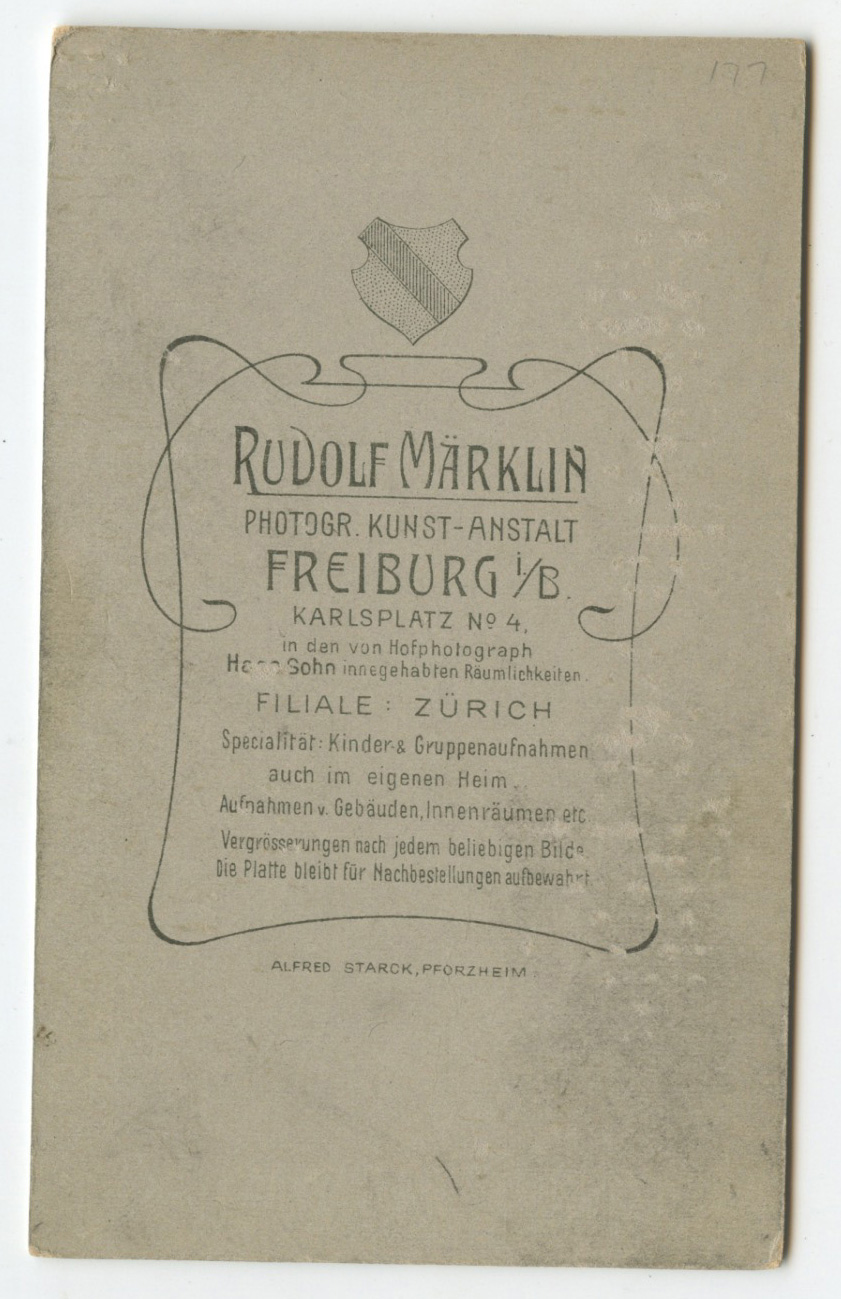 177
RUDOLF MÄRKLIN
PHOTOGR. KUNST-ANSTALT
FREIBURG i/B.
KARLSPLATZ No 4,
in den von Hofphotograph
Sohn innegehabten Räumlichkeiten.
FILIALE: ZÜRICH
Specialität: Kinder- & Gruppenaufnahmen
auch im eigenen Heim.
Aufnahmen v. Gebäuden, Innenräumen etc
Vergrösserungen nach jedem beliebigen Bilde
Die Platte bleibt für Nachbestellungen aufbewahrt.
ALFRED STARCK, PFORZHEIM.